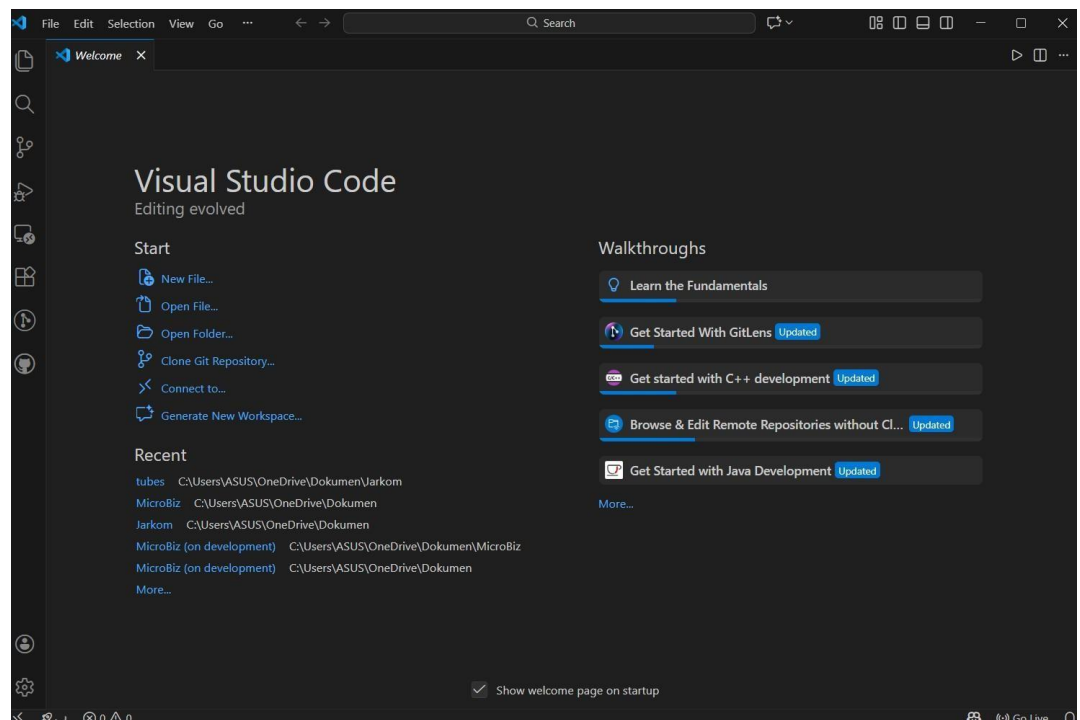 File Edit Selection View Go ··· Search
Welcome
Visual Studio Code
Editing evolved
Start
New File...
Open File...
Open Folder...
Clone Git Repository...
Connect to...
Generate New Workspace...
Recent
tubes C:\Users\ASUS\OneDrive\Dokumen\Jarkom
MicroBiz C:\Users\ASUS\OneDrive\Dokumen
Jarkom C:\Users\ASUS\OneDrive\Dokumen
MicroBiz (on development) C:\Users\ASUS\OneDrive\Dokumen\MicroBiz
MicroBiz (on development) C:\Users\ASUS\OneDrive\Dokumen
More...
Walkthroughs
Learn the Fundamentals
Get Started With GitLens Updated
Get started with C++ development Updated
Browse & Edit Remote Repositories without Cl... Updated
Get Started with Java Development Updated
More...
Show welcome page on startup
0 0 Go Live